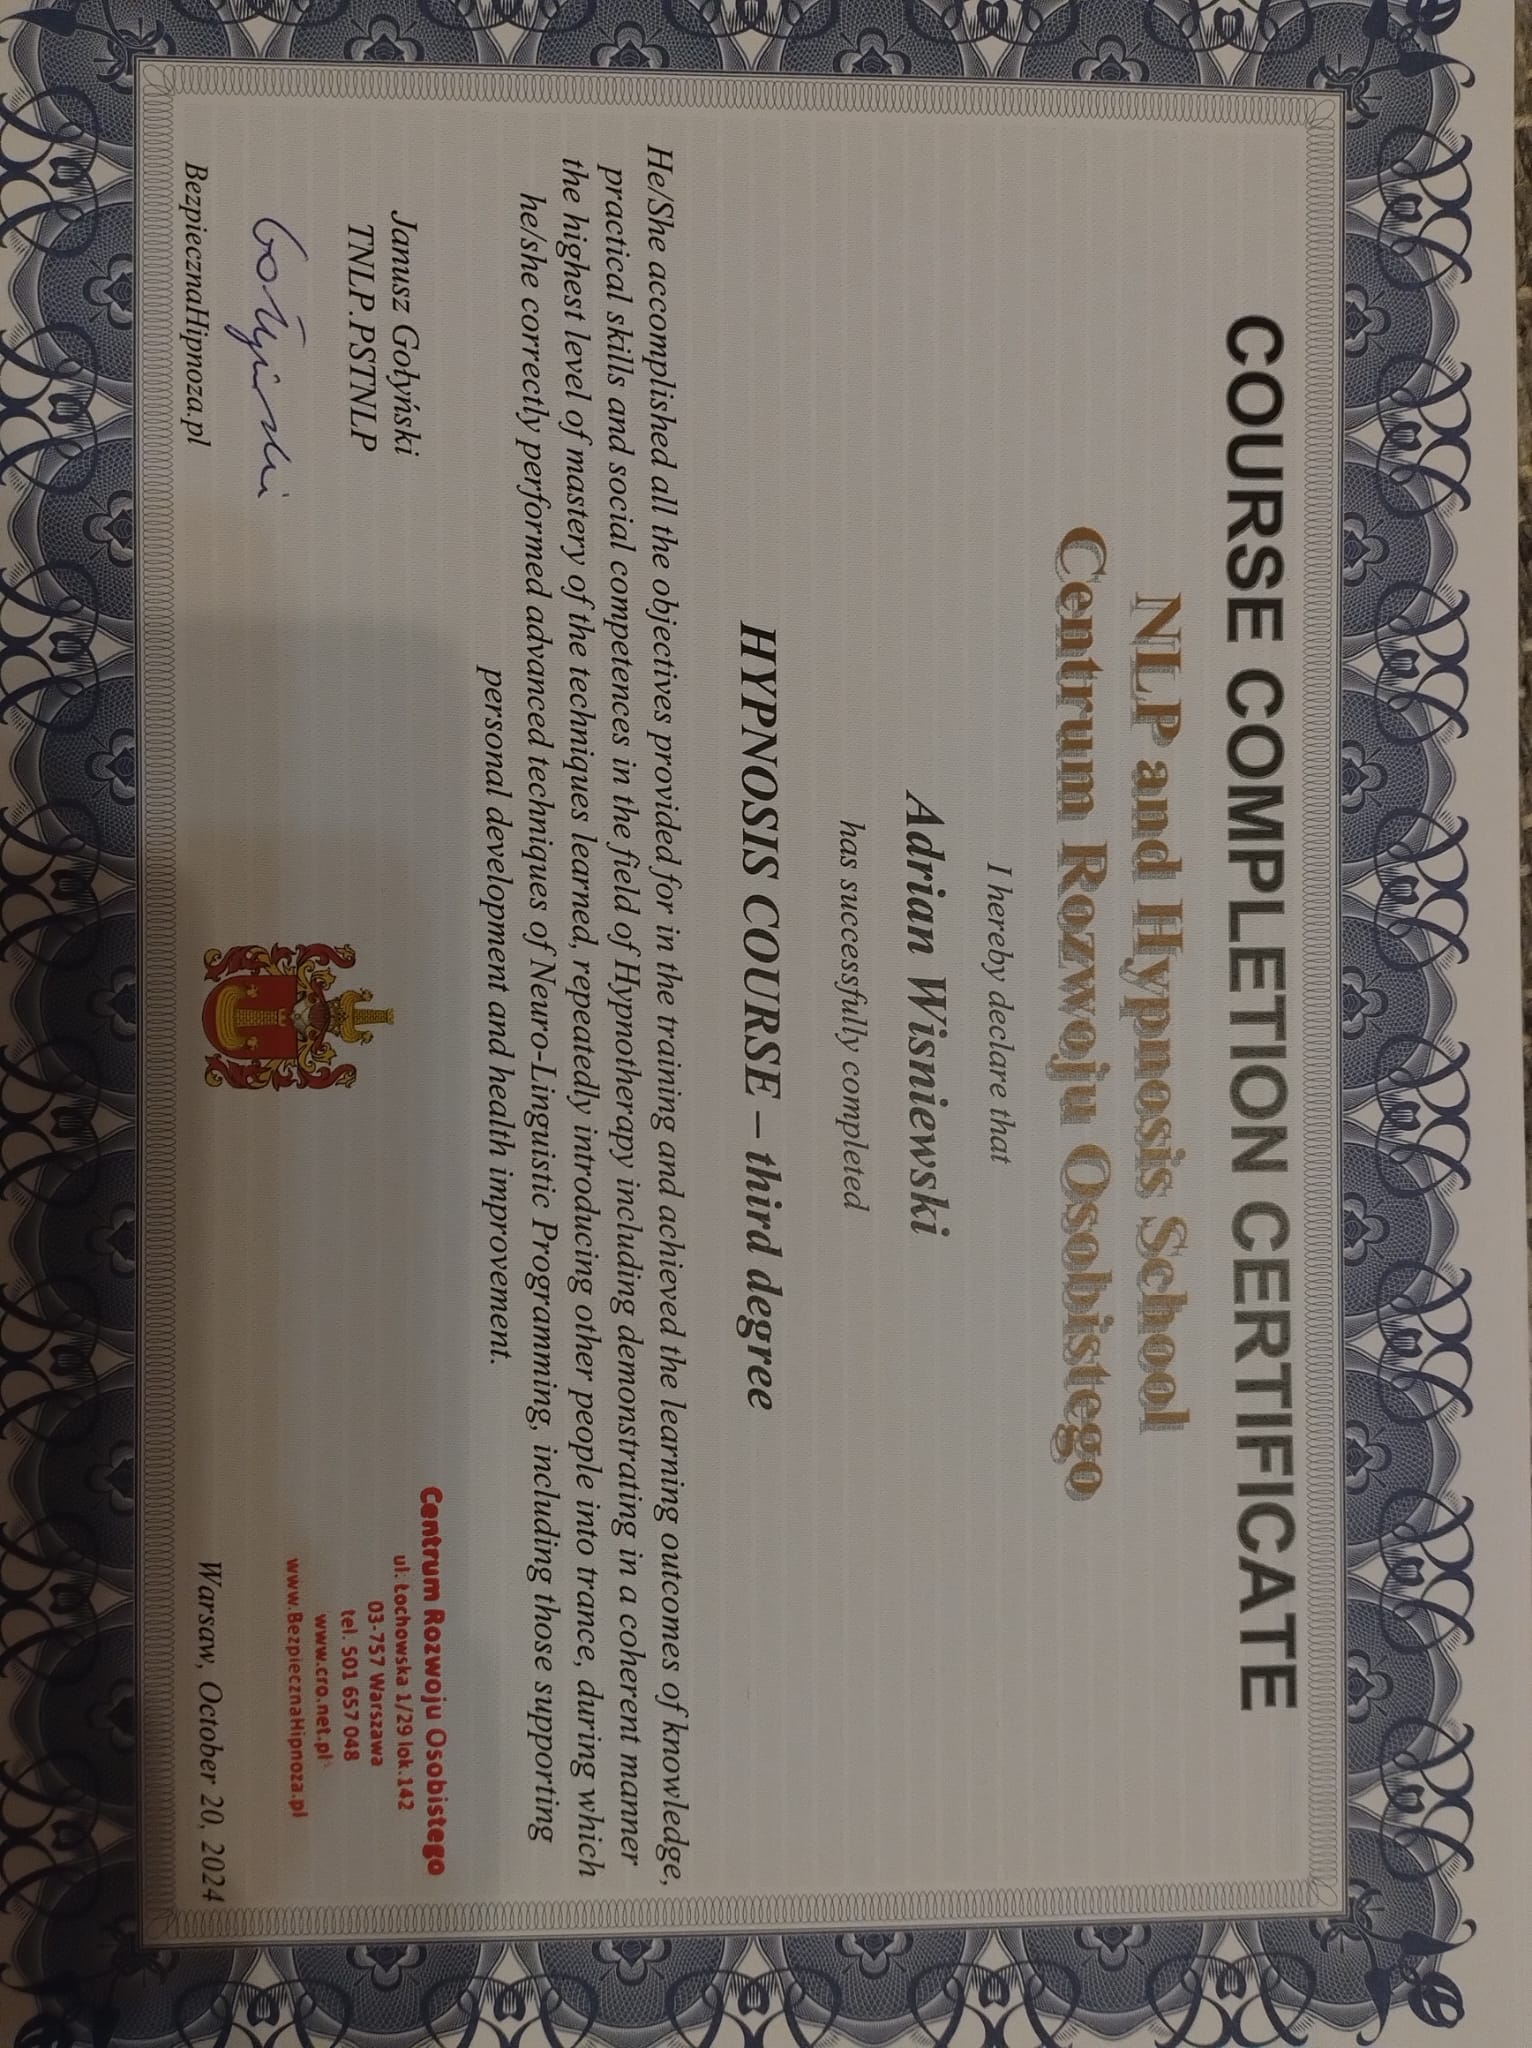 COURSE COMPLETION CERTIFICATE
NLP and Hypnosis School
Centrum Rozwoju Osobistego
I hereby declare that
Adrian Wisniewski
has successfully completed
HYPNOSIS COURSE – third degree
He/She accomplished all the objectives provided for in the training and achieved the learning outcomes of knowledge,
practical skills and social competences in the field of Hypnotherapy including demonstrating in a coherent manner
the highest level of mastery of the techniques learned, repeatedly introducing other people into trance, during which
he/she correctly performed advanced techniques of Neuro-Linguistic Programming, including those supporting
personal development and health improvement.
Janusz Gołyński
TNLP.PSTNLP
Gołyński
BezpiecznaHipnoza.pl
Centrum Rozwoju Osobistego
ul. Łochowska 1/29 lok.142
03-757 Warszawa
tel. 501 657 048
www.cro.net.pl
www.BezpiecznaHipnoza.pl
Warsaw, October 20, 2024